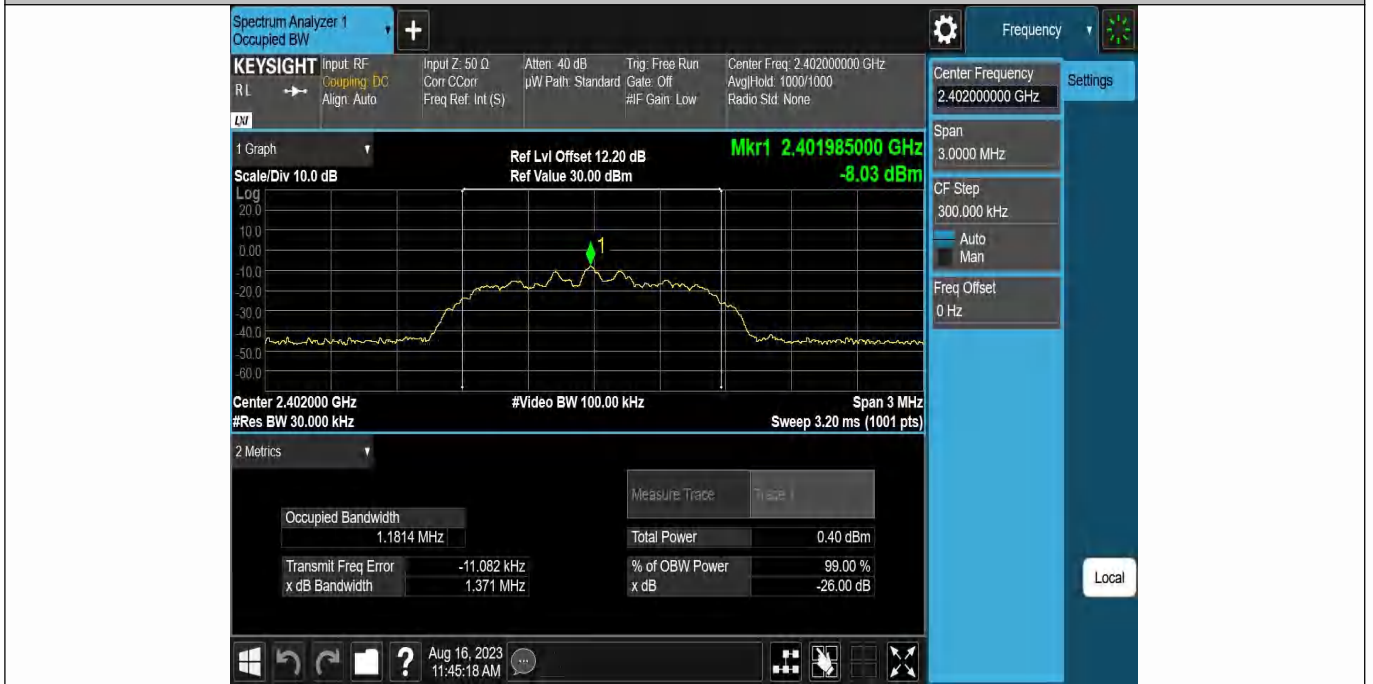 Spectrum Analyzer 1
Occupied BW
+
Frequency
KEYSIGHT
R L
LXI
Input: RF
Coupling: DC
Align: Auto
Input Z: 50 Ω
Corr CCorr
Freq Ref: Int (S)
Atten: 40 dB
µW Path: Standard
Trig: Free Run
Gate: Off
#IF Gain: Low
Center Freq: 2.402000000 GHz
Avg|Hold: 1000/1000
Radio Std: None
Center Frequency
2.402000000 GHz
Settings
Span
3.0000 MHz
CF Step
300.000 kHz
Auto
Man
Freq Offset
0 Hz
Local
1 Graph
Scale/Div 10.0 dB
Ref Lvl Offset 12.20 dB
Ref Value 30.00 dBm
Mkr1 2.401985000 GHz
-8.03 dBm
Log
20.0
10.0
0.00
-10.0
-20.0
-30.0
-40.0
-50.0
-60.0
1
Center 2.402000 GHz
#Res BW 30.000 kHz
#Video BW 100.00 kHz
Span 3 MHz
Sweep 3.20 ms (1001 pts)
2 Metrics
Measure Trace
Trace 1
Occupied Bandwidth
1.1814 MHz
Total Power
0.40 dBm
Transmit Freq Error
-11.082 kHz
% of OBW Power
99.00 %
x dB Bandwidth
1.371 MHz
x dB
-26.00 dB
?
Aug 16, 2023
11:45:18 AM